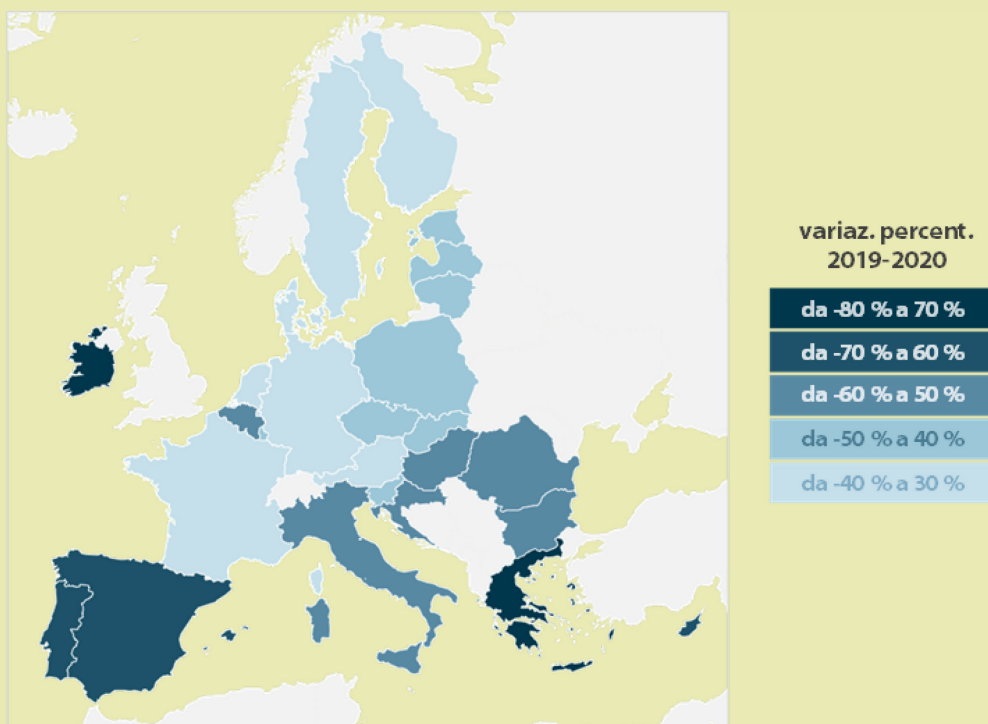 variaz. percent.
2019-2020
da -80 % a 70 %
da -70 % a 60 %
da -60 % a 50 %
da -50 % a 40 %
da -40 % a 30 %